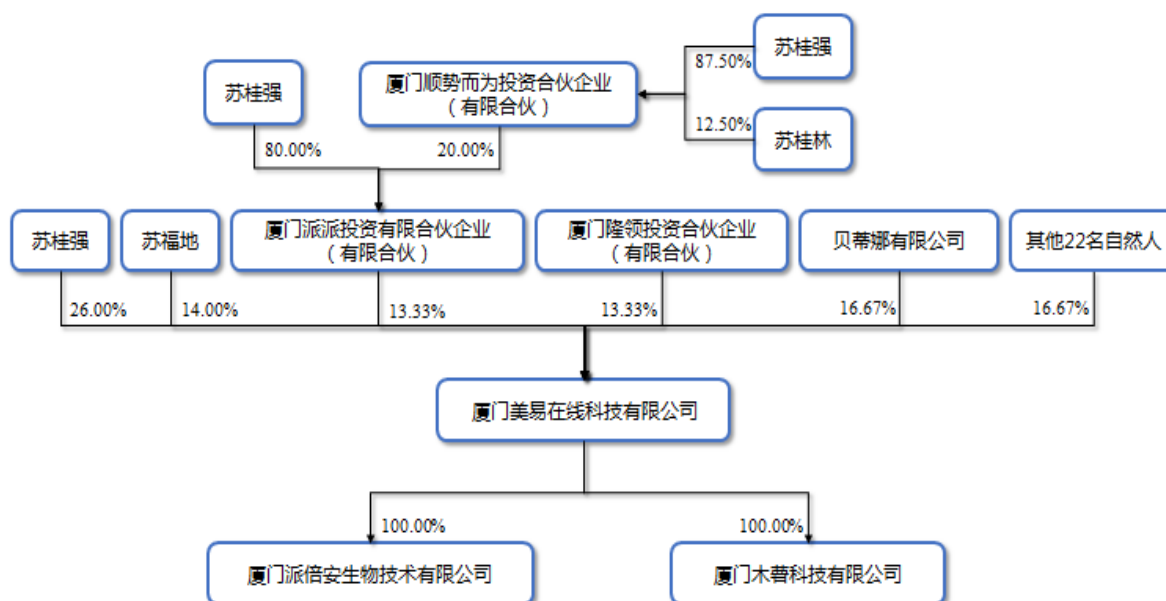 苏桂强
87.50%
厦门顺势而为投资合伙企业
（有限合伙）
苏桂强
12.50%
苏桂林
80.00%
20.00%
苏桂强
苏福地
厦门派派投资有限合伙企业
（有限合伙）
厦门隆领投资合伙企业
（有限合伙）
贝蒂娜有限公司
其他22名自然人
26.00%
14.00%
13.33%
13.33%
16.67%
16.67%
厦门美易在线科技有限公司
100.00%
100.00%
厦门派倍安生物技术有限公司
厦门木瞽科技有限公司